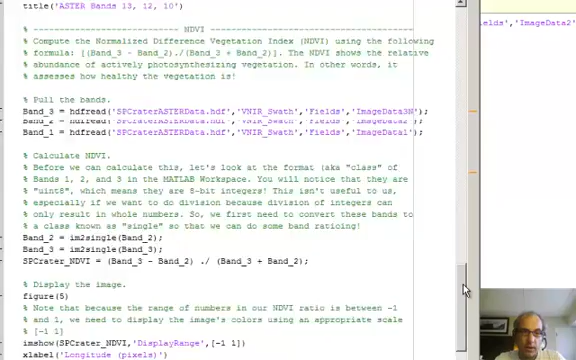 title('ASTER Bands 13, 12, 10')
% ------------------------------ NDVI ------------------------------
% Compute the Normalized Difference Vegetation Index (NDVI) using the following
% formula: [(Band_3 - Band_2)./(Band_3 + Band_2)]. The NDVI shows the relative
% abundance of actively photosynthesizing vegetation. In other words, it
% assesses how healthy the vegetation is!
% Pull the bands.
Band_3 = hdfread('SPCraterASTERData.hdf','VNIR_Swath','Fields','ImageData3N');
Band_2 = hdfread('SPCraterASTERData.hdf','VNIR_Swath','Fields','ImageData2');
Band_1 = hdfread('SPCraterASTERData.hdf','VNIR_Swath','Fields','ImageData1');
% Calculate NDVI.
% Before we can calculate this, let's look at the format (aka "class" of
% Bands 1, 2, and 3 in the MATLAB Workspace. You will notice that they are
% "uint8", which means they are 8-bit integers! This isn't useful to us,
% especially if we want to do division because division of integers can
% only result in whole numbers. So, we first need to convert these bands to
% a class known as "single" so that we can do some band raticing!
Band_2 = im2single(Band_2);
Band_3 = im2single(Band_3);
SPCrater_NDVI = (Band_3 - Band_2) ./ (Band_3 + Band_2);
% Display the image.
figure(5)
% Note that because the range of numbers in our NDVI ratio is between -1
% and 1, we need to display the image's colors using an appropriate scale
% [-1 1]
imshow(SPCrater_NDVI,'DisplayRange',[-1 1])
xlabel('Longitude (pixels)')
ields','ImageData2'